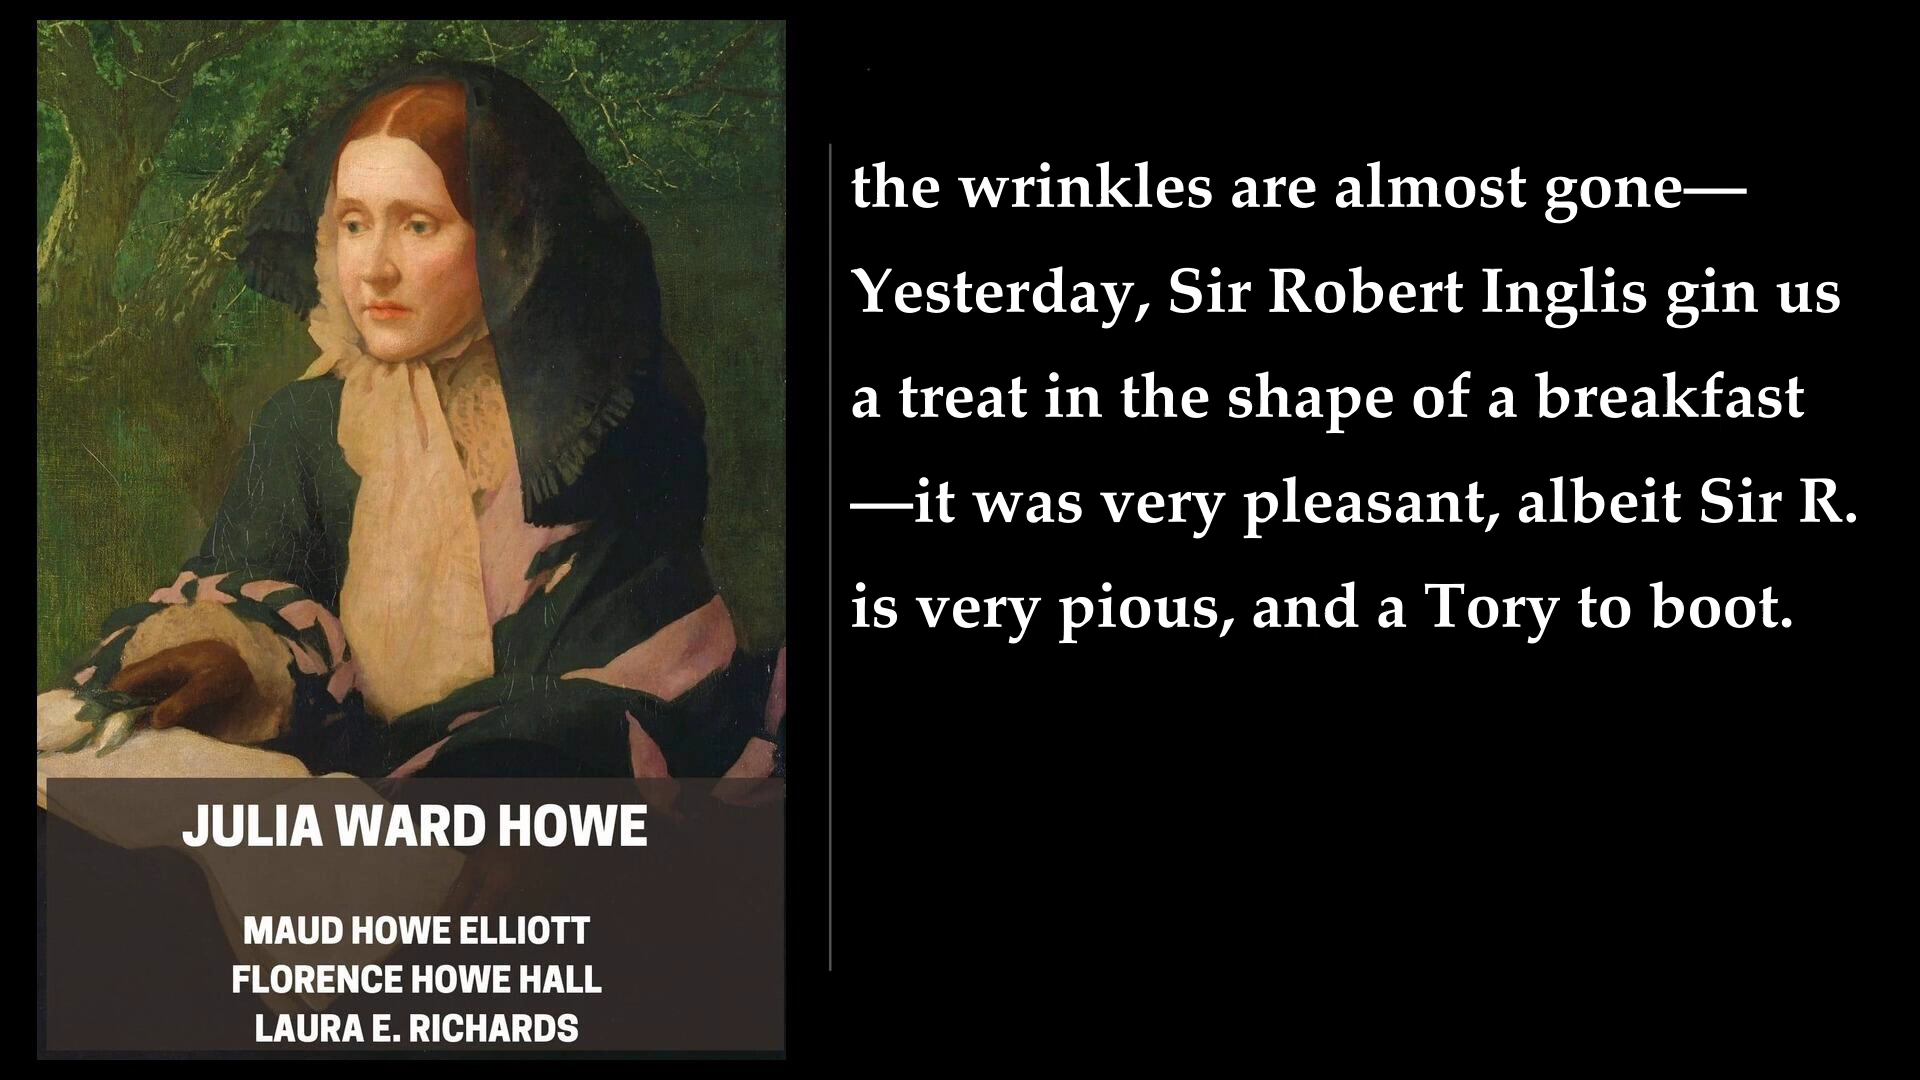 the wrinkles are almost gone—
Yesterday, Sir Robert Inglis gin us
a treat in the shape of a breakfast
—it was very pleasant, albeit Sir R.
is very pious, and a Tory to boot.
JULIA WARD HOWE
MAUD HOWE ELLIOTT
FLORENCE HOWE HALL
LAURA E. RICHARDS